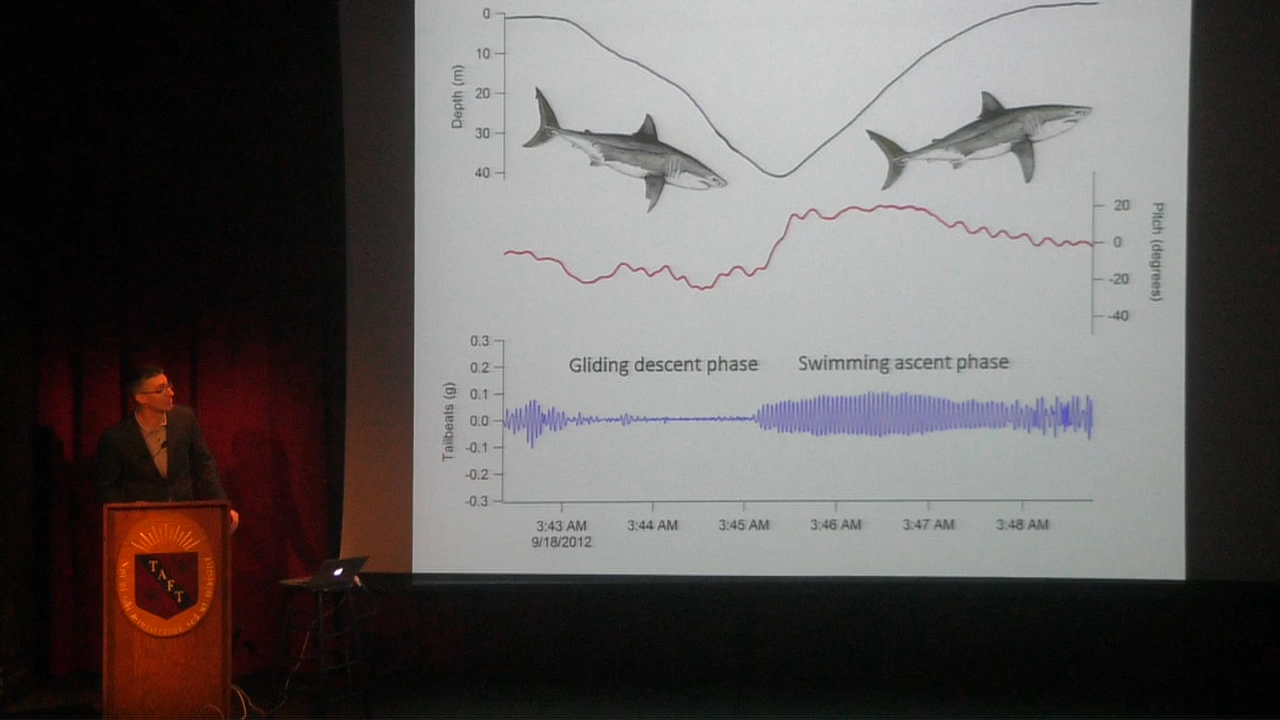 0
10
20
30
40
Depth (m)
20
0
-20
-40
Pitch (degrees)
0.3
0.2
0.1
0.0
-0.1
-0.2
-0.3
Tailbeats (g)
Gliding descent phase
Swimming ascent phase
3:43 AM 3:44 AM 3:45 AM 3:46 AM 3:47 AM 3:48 AM
9/18/2012
TAFT